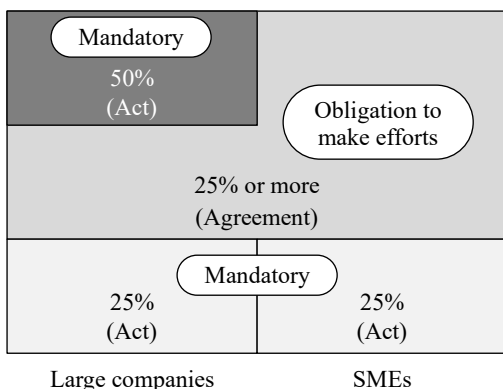 Mandatory
50%
(Act)
Obligation to
make efforts
25% or more
(Agreement)
Mandatory
25%
(Act)
25%
(Act)
Large companies
SMEs